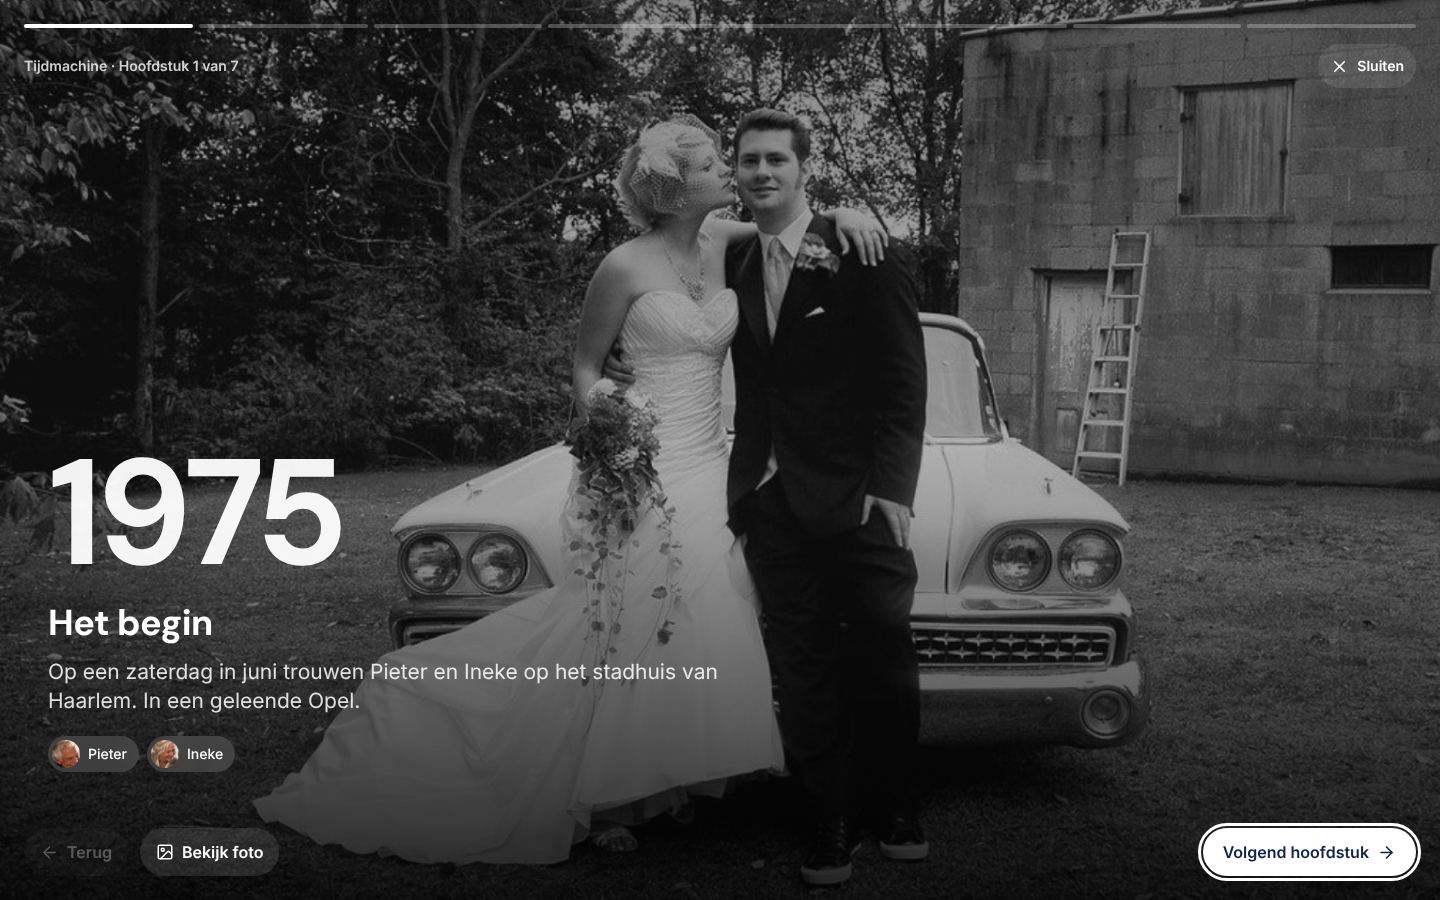 Tijdmachine · Hoofdstuk 1 van 7
Sluiten
1975
Het begin
Op een zaterdag in juni trouwen Pieter en Ineke op het stadhuis van
Haarlem. In een geleende Opel.
Pieter
Ineke
Terug
Bekijk foto
Volgend hoofdstuk